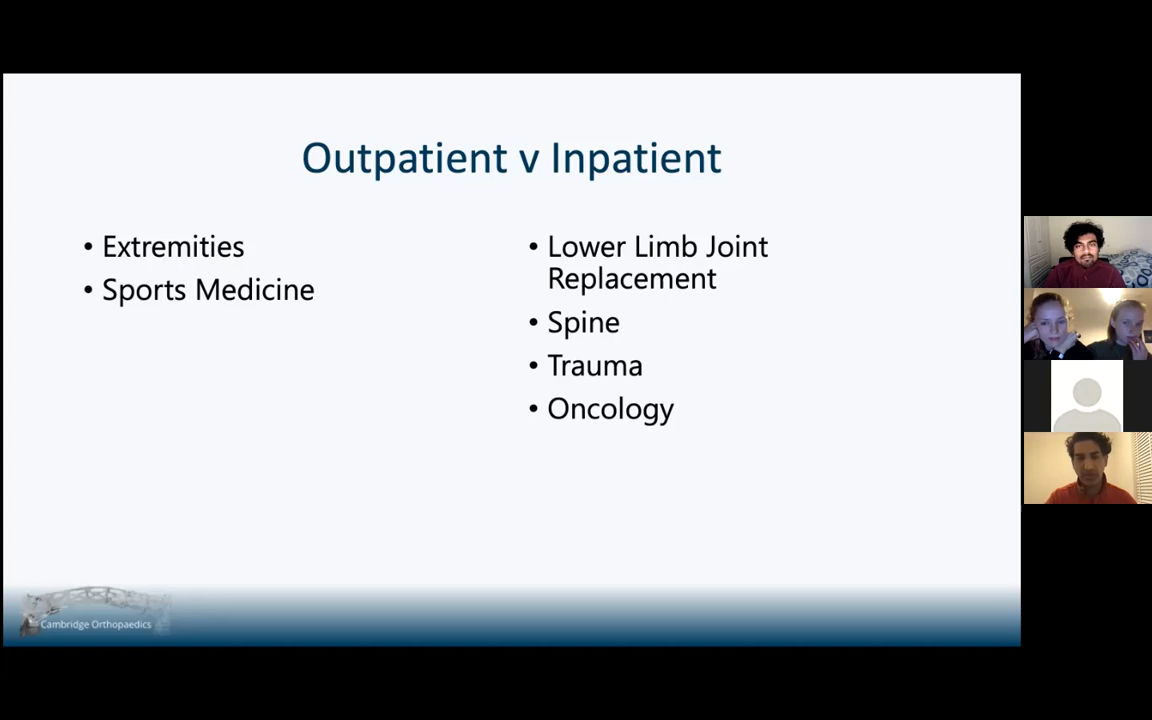 Outpatient v Inpatient
• Extremities
• Sports Medicine
• Lower Limb Joint
Replacement
• Spine
• Trauma
• Oncology
Cambridge Orthopaedics